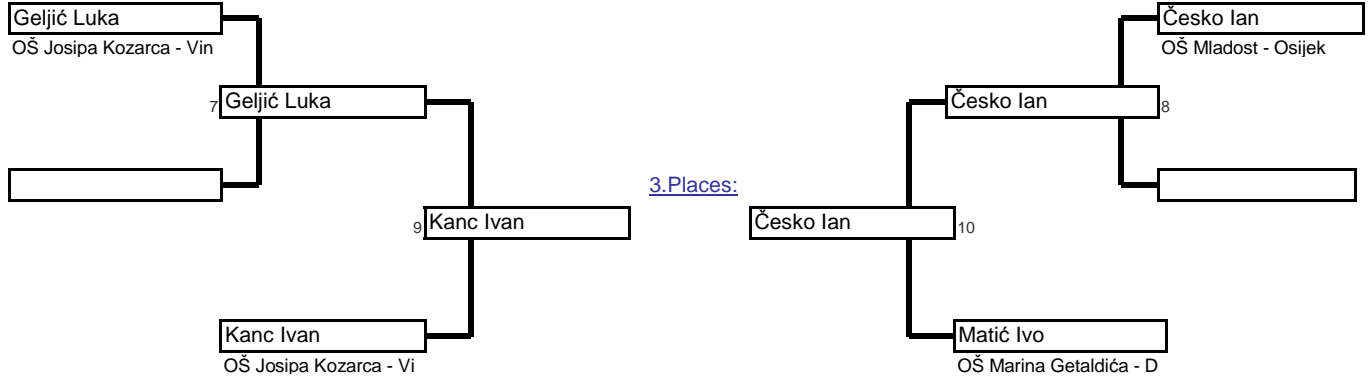 Geljić Luka
OŠ Josipa Kozarca - Vin
7 Geljić Luka
9 Kanc Ivan
Kanc Ivan
OŠ Josipa Kozarca - Vi
3.Places:
Česko Ian
OŠ Mladost - Osijek
Česko Ian 8
Česko Ian 10
Matić Ivo
OŠ Marina Getaldića - D